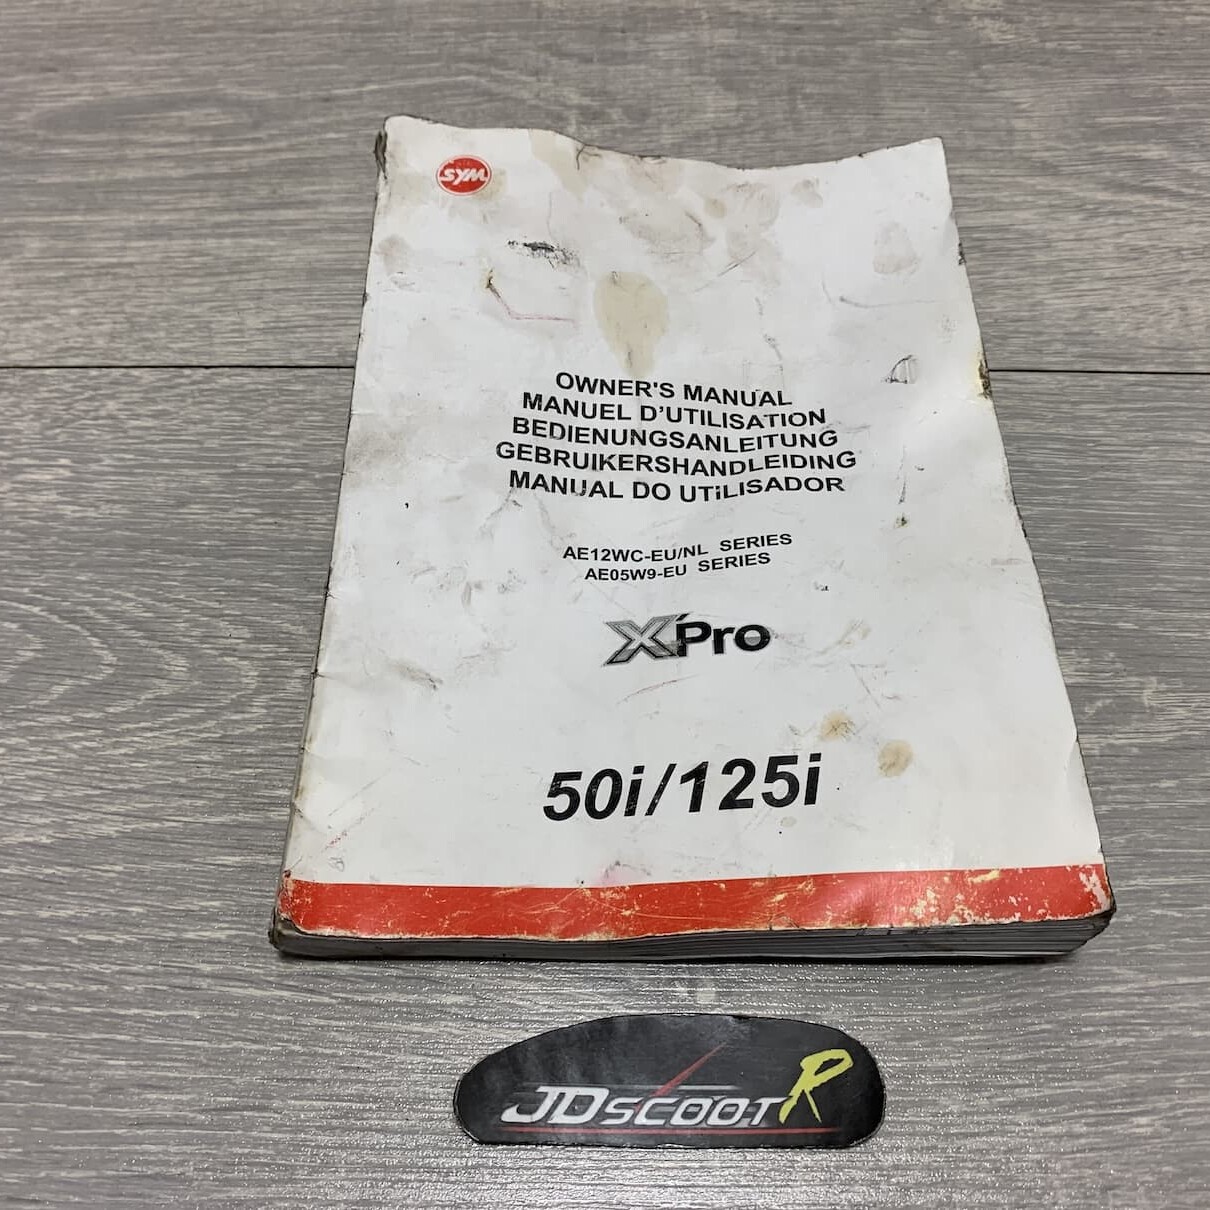 SYM
OWNER'S MANUAL
MANUEL D'UTILISATION
BEDIENUNGSANLEITUNG
GEBRUIKERSHANDLEIDING
MANUAL DO UTiLISADOR
AE12WC-EU/NL SERIES
AE05W9-EU SERIES
X'Pro
50i/125i
JDSCOOT R